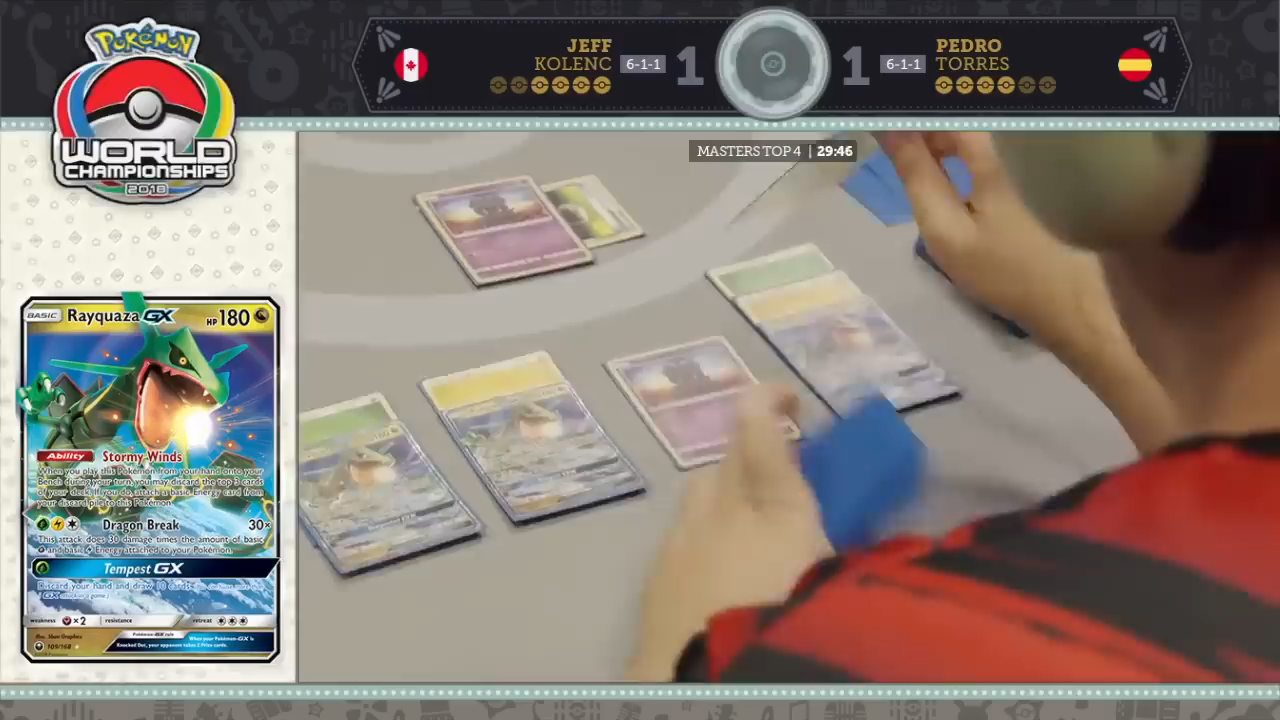 POKéMON
WORLD
CHAMPIONSHIPS
2018
JEFF
KOLENC
6-1-1
1
1
6-1-1
PEDRO
TORRES
MASTERS TOP 4 | 29:46
BASIC Rayquaza GX HP180
Ability Stormy Winds
When you play this Pokémon from your hand onto your
Bench during your turn, you may discard the top 3 cards
of your deck. If you do, attach a basic Energy card from
your discard pile to this Pokémon.
Dragon Break 30×
This attack does 30 damage times the amount of basic
and basic Energy attached to your Pokémon.
Tempest GX
Discard your hand and draw 10 cards.
weakness ×2 resistance retreat
109/168